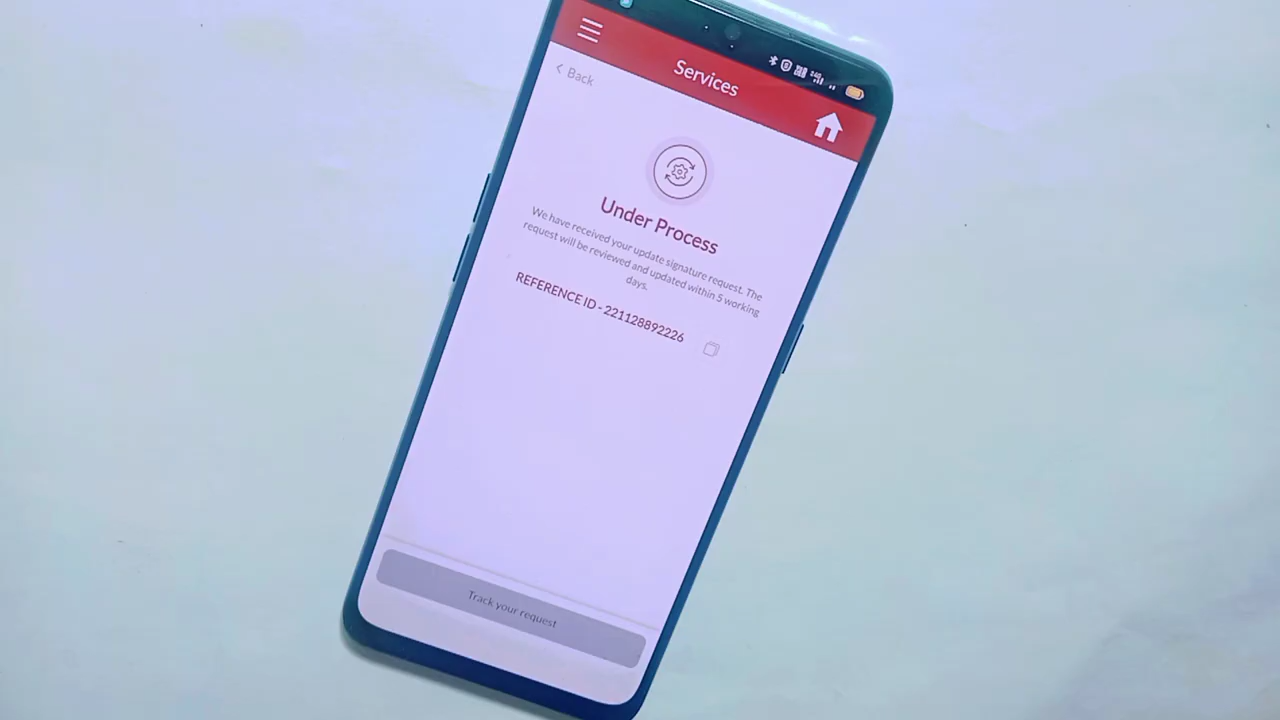 Services
Back
Under Process
We have received your update signature request. The
request will be reviewed and updated within 5 working
days.
REFERENCE ID - 221128892226
Track your request